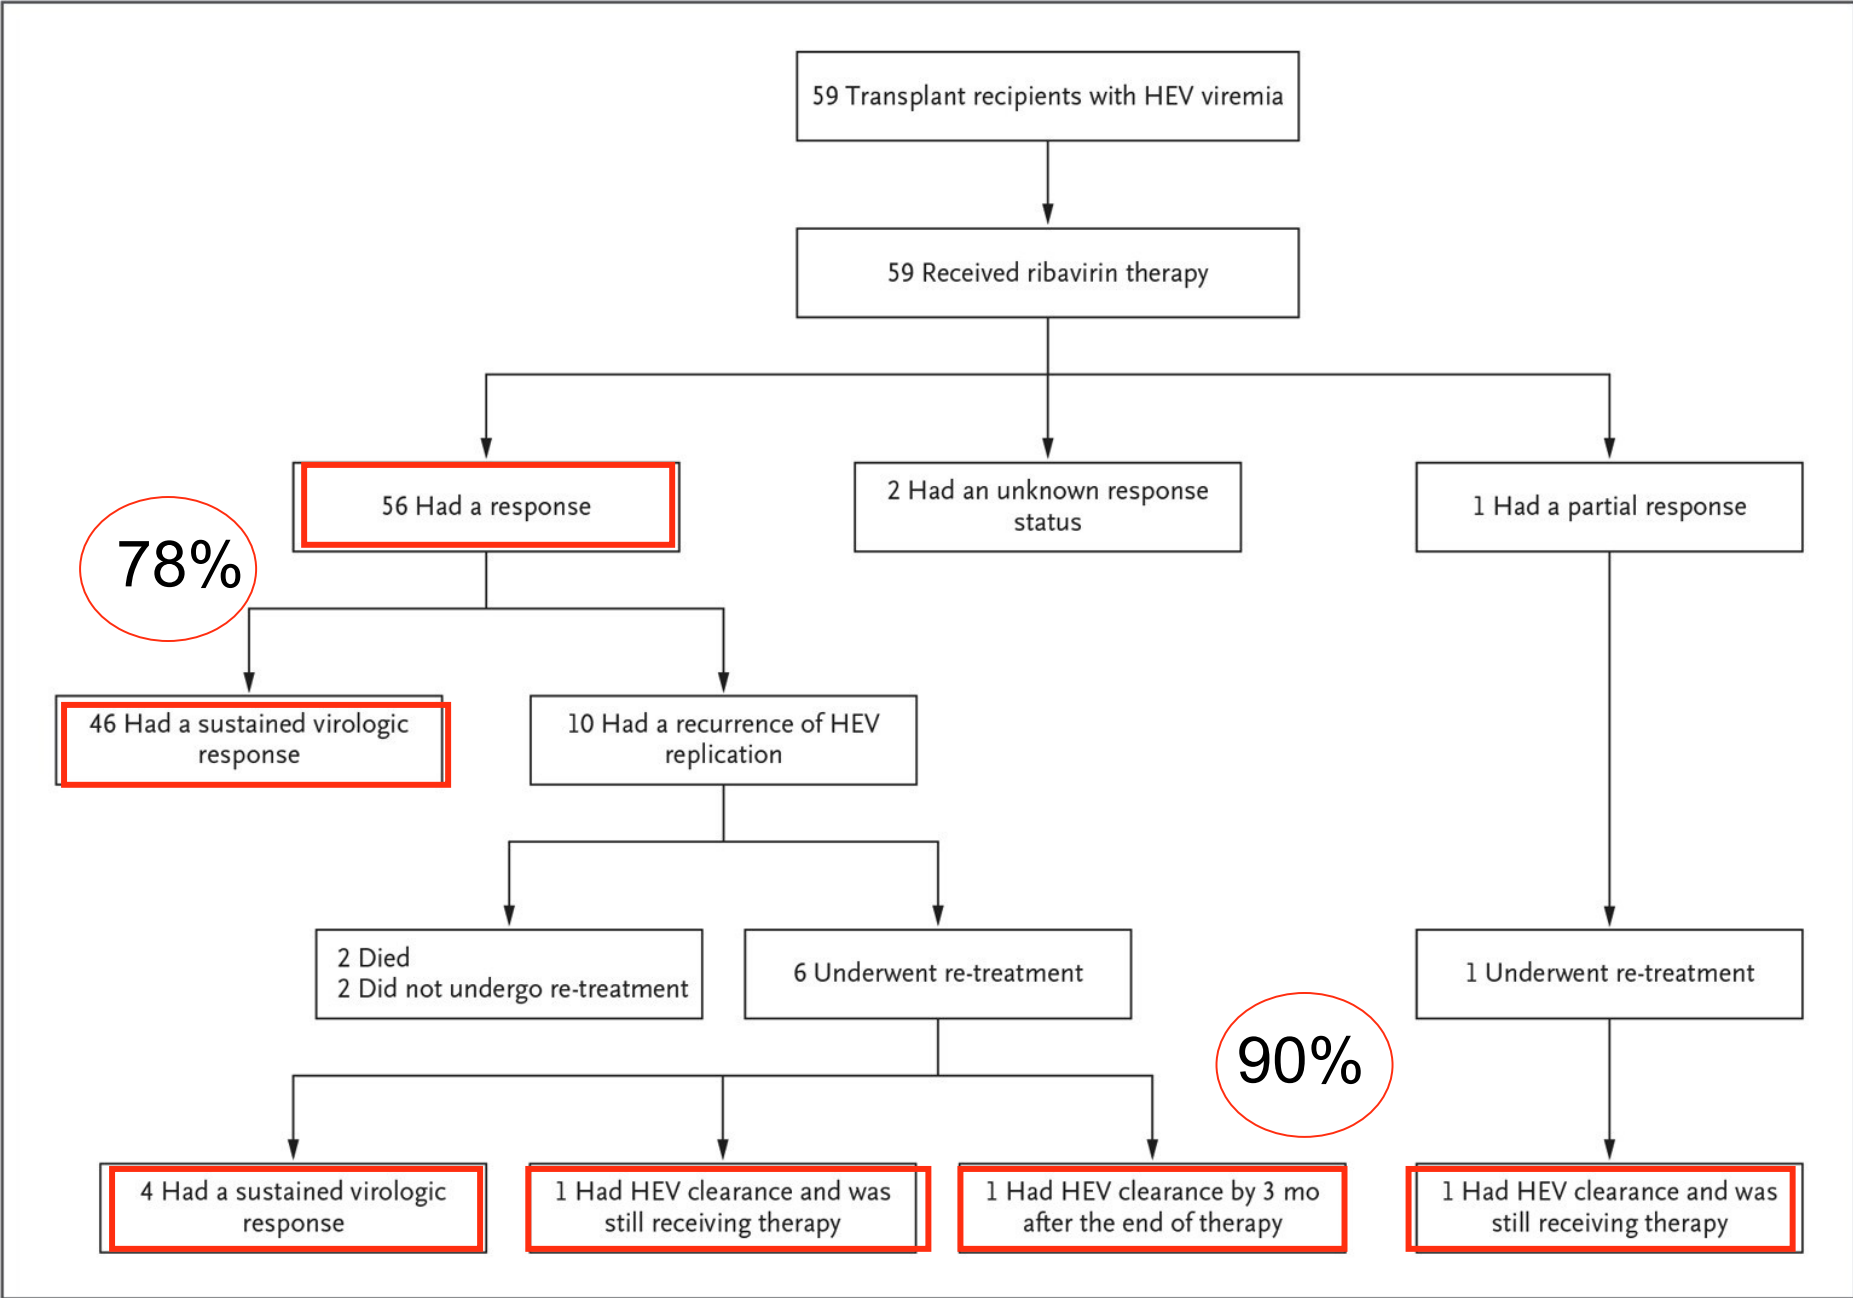 59 Transplant recipients with HEV viremia
59 Received ribavirin therapy
56 Had a response
2 Had an unknown response
status
1 Had a partial response
78%
46 Had a sustained virologic
response
10 Had a recurrence of HEV
replication
2 Died
2 Did not undergo re-treatment
6 Underwent re-treatment
1 Underwent re-treatment
90%
4 Had a sustained virologic
response
1 Had HEV clearance and was
still receiving therapy
1 Had HEV clearance by 3 mo
after the end of therapy
1 Had HEV clearance and was
still receiving therapy